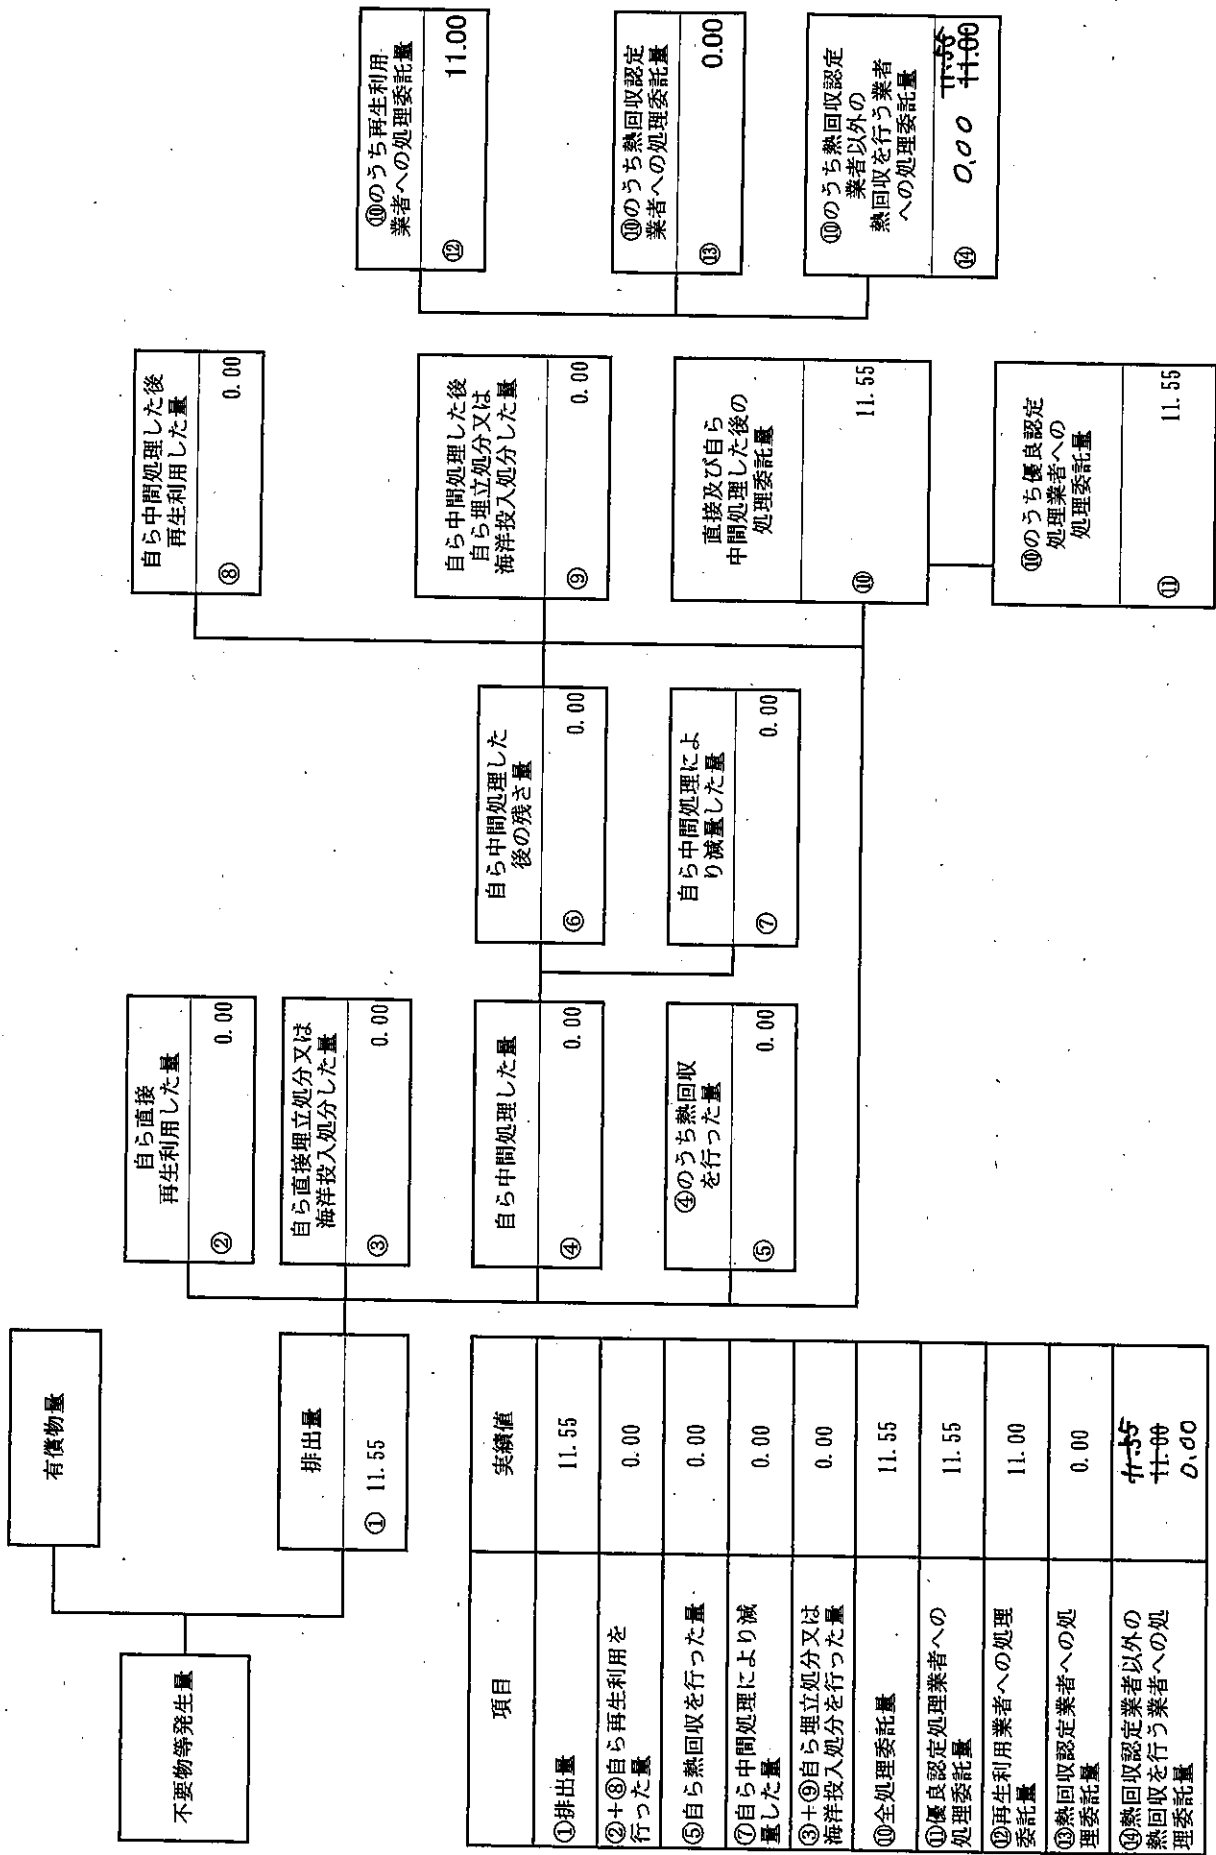 有償物量
不要物等発生量
排出量
① 11.55
自ら直接
再生利用した量
② 0.00
自ら直接埋立処分又は
海洋投入処分した量
③ 0.00
自ら中間処理した量
④ 0.00
④のうち熱回収
を行った量
⑤ 0.00
自ら中間処理した
後の残さ量
⑥ 0.00
自ら中間処理によ
り減量した量
⑦ 0.00
自ら中間処理した後
再生利用した量
⑧ 0.00
自ら中間処理した後
自ら埋立処分又は
海洋投入処分した量
⑨ 0.00
直接及び自ら
中間処理した後の
処理委託量
⑩ 11.55
⑩のうち優良認定
処理業者への
処理委託量
⑪ 11.55
⑩のうち再生利用
業者への処理委託量
⑫ 11.00
⑩のうち熱回収認定
業者への処理委託量
⑬ 0.00
⑩のうち熱回収認定
業者以外の
熱回収を行う業者
への処理委託量
11.00
⑭ 0.00
項目 実績値
①排出量 11.55
②+⑧自ら再生利用を
行った量 0.00
⑤自ら熱回収を行った量 0.00
⑦自ら中間処理により減
量した量 0.00
③+⑨自ら埋立処分又は
海洋投入処分を行った量 0.00
⑩全処理委託量 11.55
⑪優良認定処理業者への
処理委託量 11.55
⑫再生利用業者への処理
委託量 11.00
⑬熱回収認定業者への処
理委託量 0.00
⑭熱回収認定業者以外の
熱回収を行う業者への処
理委託量
11.55
11.00
0.00